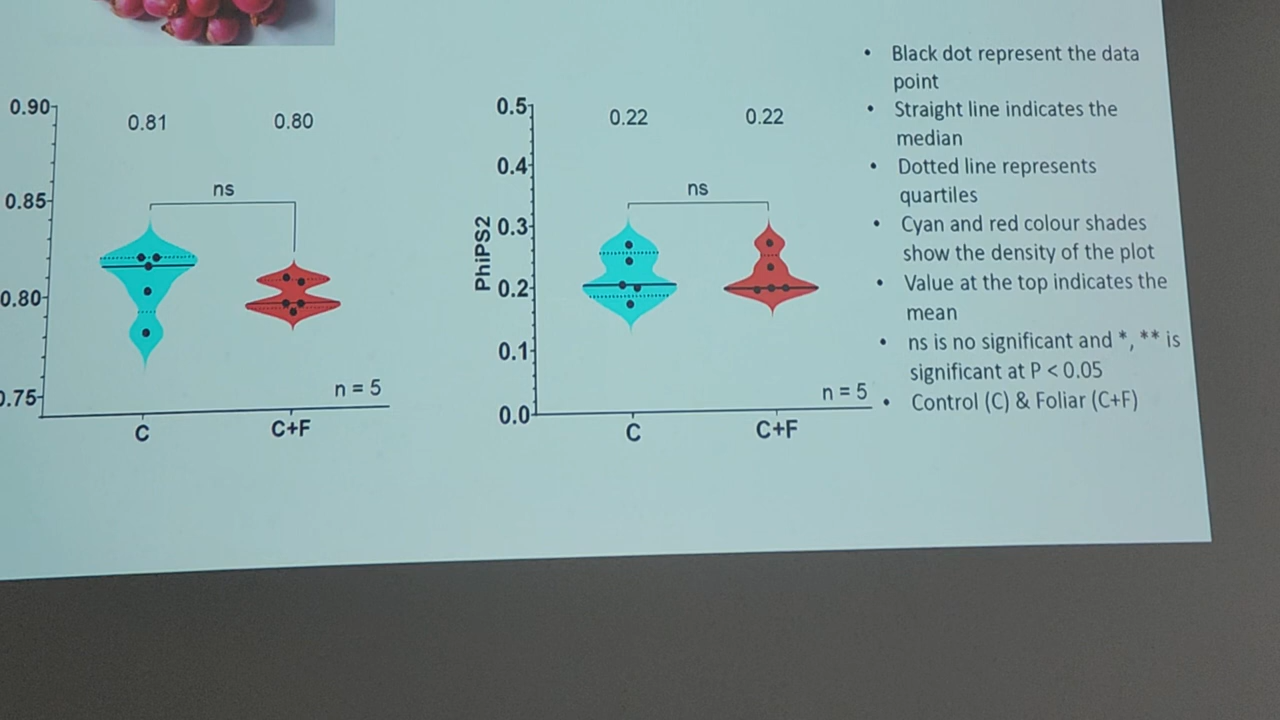 0.90
0.81
0.80
ns
0.85
0.80
0.75
n = 5
C
C+F
0.5
0.22
0.22
0.4
ns
0.3
PhiPS2
0.2
0.1
n = 5
0.0
C
C+F
• Black dot represent the data
point
• Straight line indicates the
median
• Dotted line represents
quartiles
• Cyan and red colour shades
show the density of the plot
• Value at the top indicates the
mean
• ns is no significant and *, ** is
significant at P < 0.05
• Control (C) & Foliar (C+F)